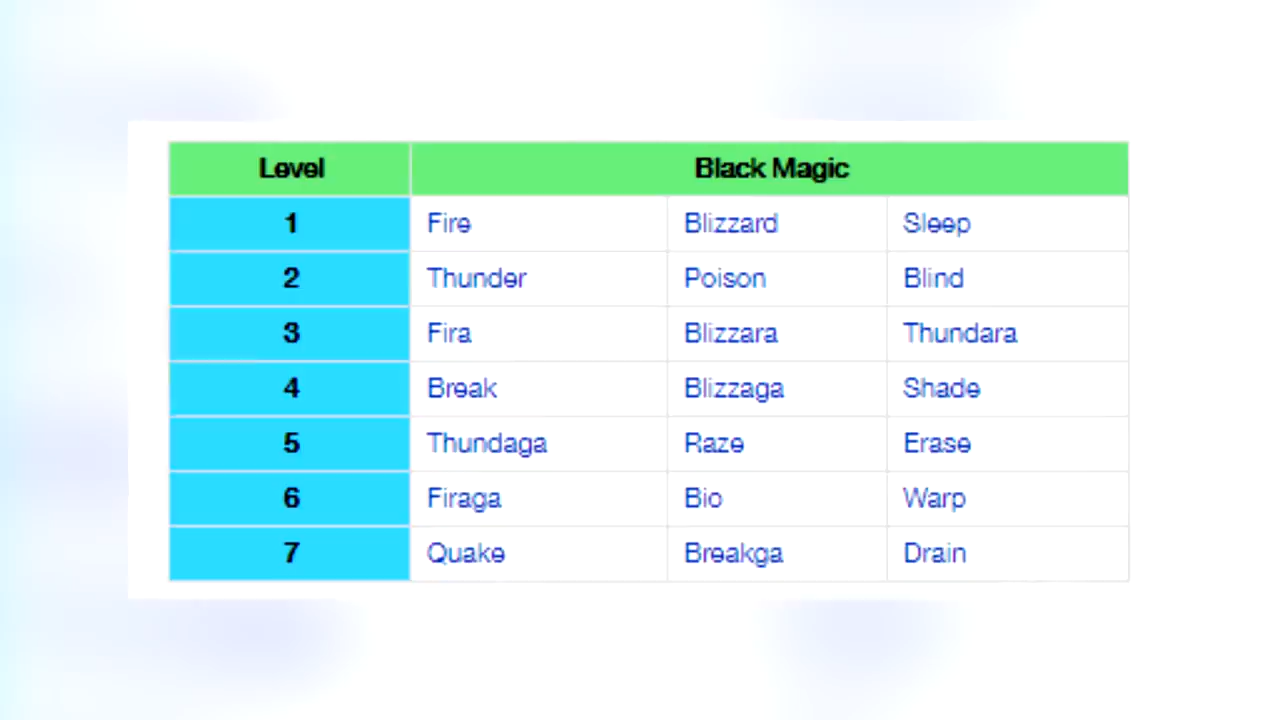 Level Black Magic
1 Fire Blizzard Sleep
2 Thunder Poison Blind
3 Fira Blizzara Thundara
4 Break Blizzaga Shade
5 Thundaga Raze Erase
6 Firaga Bio Warp
7 Quake Breakga Drain